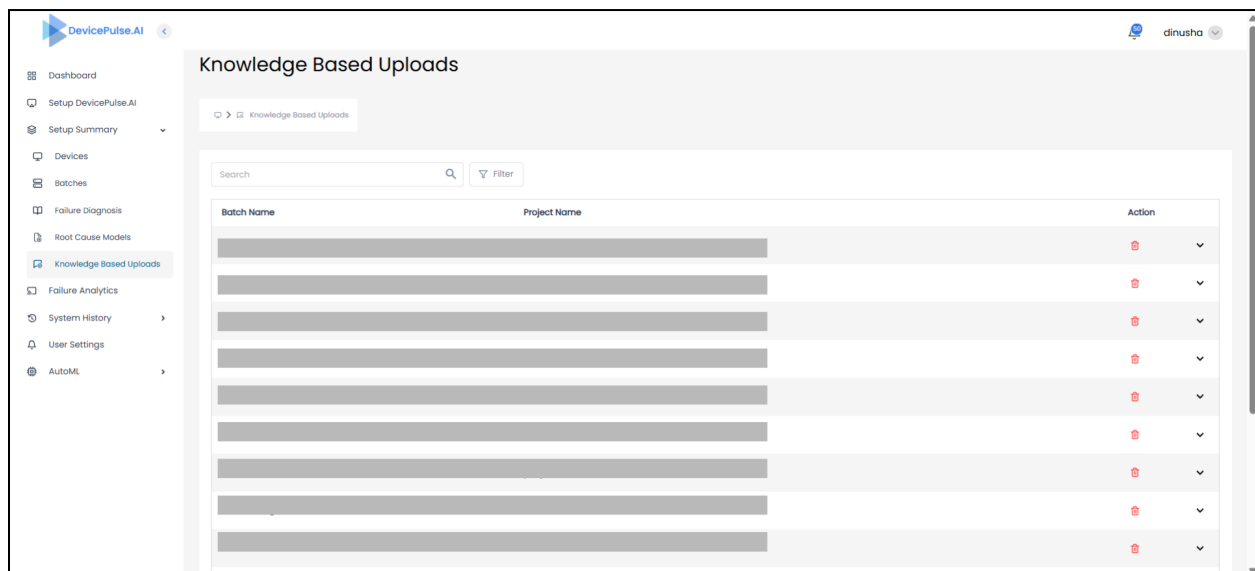 DevicePulse.AI
50
dinusha
Dashboard
Setup DevicePulse.AI
Setup Summary
Devices
Batches
Failure Diagnosis
Root Cause Models
Knowledge Based Uploads
Failure Analytics
System History
User Settings
AutoML
Knowledge Based Uploads
Knowledge Based Uploads
Search
Filter
Batch Name Project Name Action